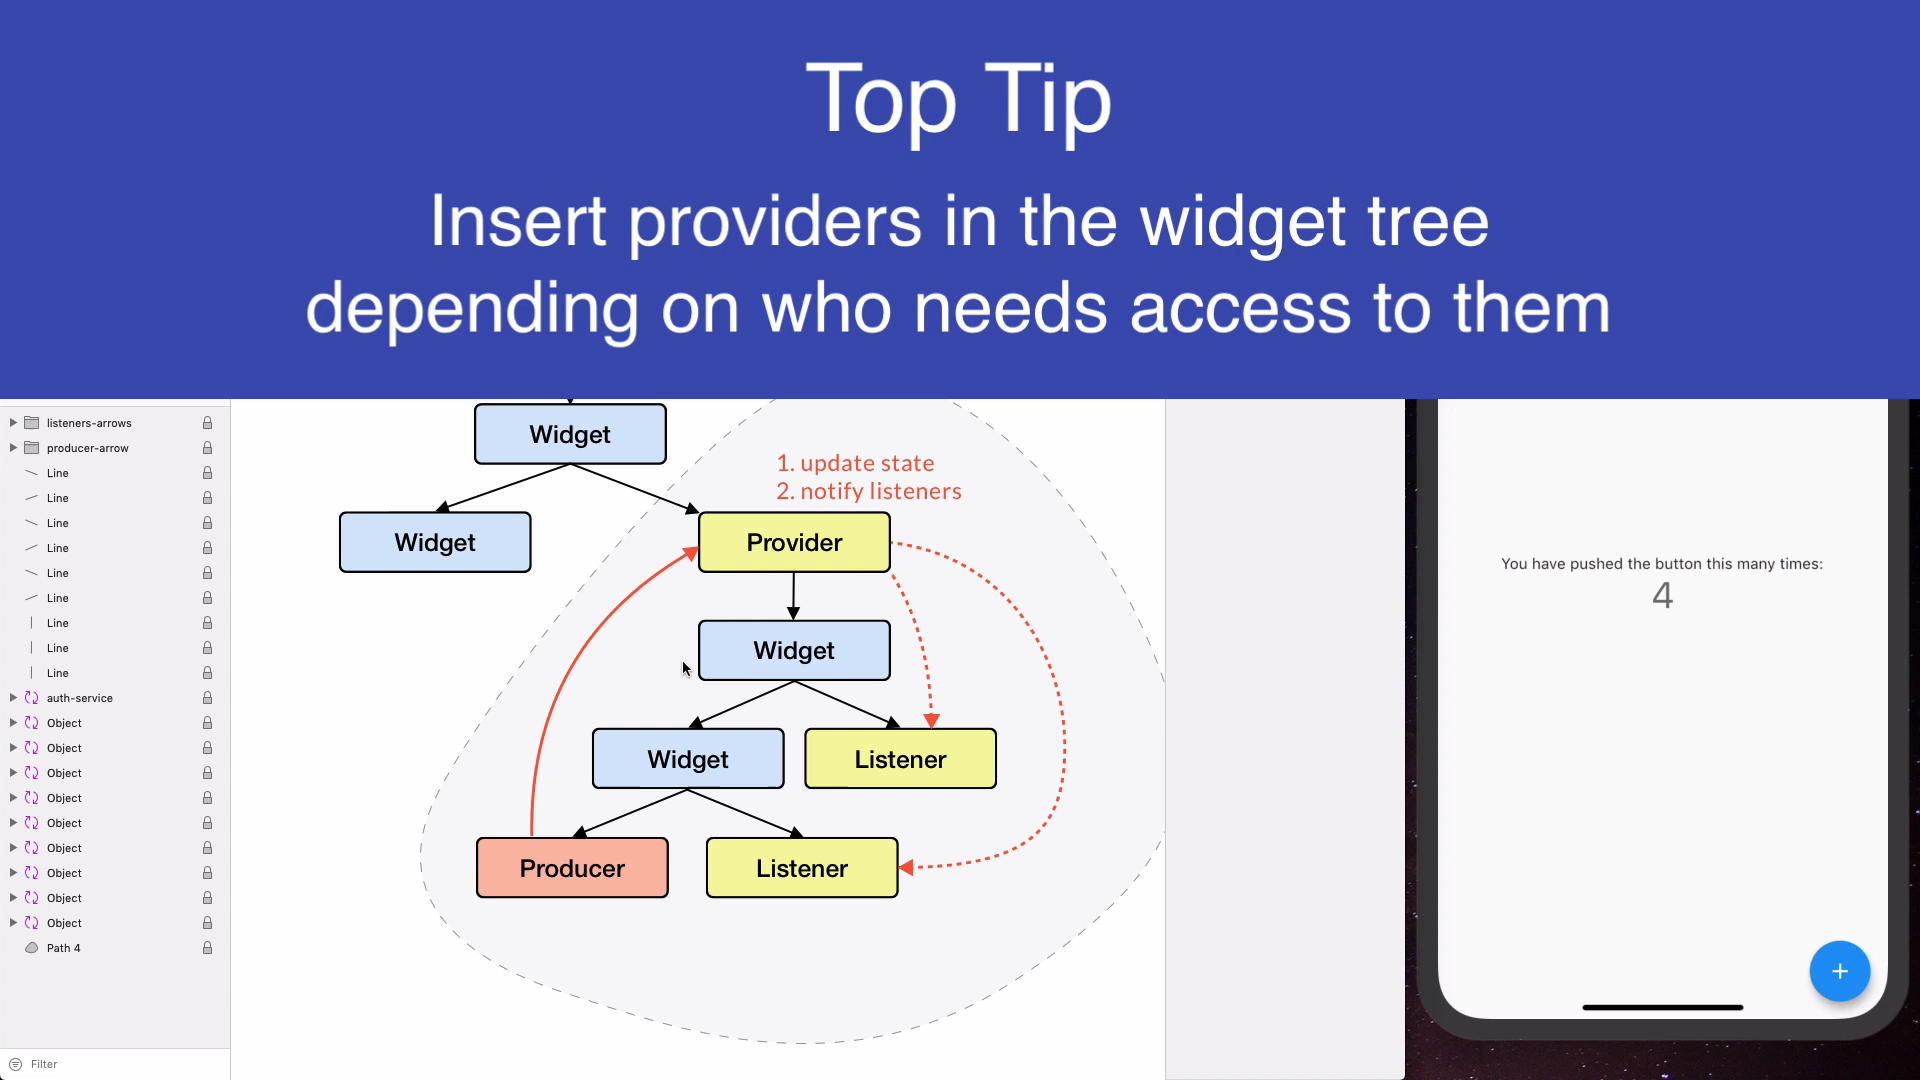 Top Tip
Insert providers in the widget tree
depending on who needs access to them
listeners-arrows
producer-arrow
Line
Line
Line
Line
Line
Line
Line
Line
Line
auth-service
Object
Object
Object
Object
Object
Object
Object
Object
Object
Path 4
Filter
Widget
1. update state
2. notify listeners
Widget
Provider
Widget
Widget
Listener
Producer
Listener
You have pushed the button this many times:
4
+